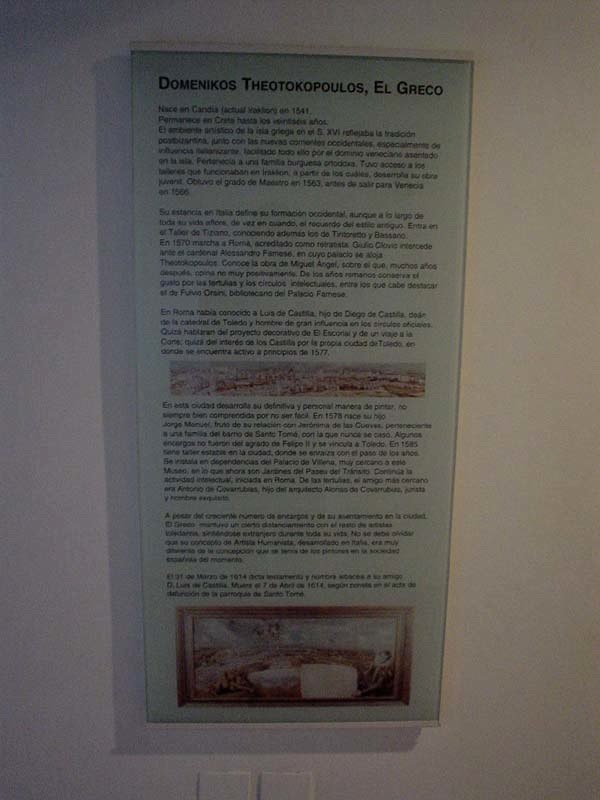 DOMENIKOS THEOTOKOPOULOS, EL GRECO
Nace en Candía (actual Iraklion) en 1541.
Permanece en Creta hasta los veintiséis años.
El ambiente artístico de la isla griega en el S. XVI reflejaba la tradición
postbizantina, junto con las nuevas corrientes occidentales, especialmente de
influencia italianizante, facilitado todo ello por el dominio veneciano asentado
en la isla. Pertenecía a una familia burguesa ortodoxa. Tuvo acceso a los
talleres que funcionaban en Iraklion, a partir de los cuáles, desarrolla su obra
juvenil. Obtuvo el grado de Maestro en 1563, antes de salir para Venecia
en 1566.
Su estancia en Italia define su formación occidental, aunque a lo largo de
toda su vida aflore, de vez en cuando, el recuerdo del estilo antiguo. Entra en
el Taller de Tiziano, conociendo además los de Tintoretto y Bassano.
En 1570 marcha a Roma, acreditado como retratista. Giulio Clovio intercede
ante el cardenal Alessandro Farnese, en cuyo palacio se aloja
Theotokopoulos. Conoce la obra de Miguel Ángel, sobre el que, muchos años
después, opina no muy positivamente. De los años romanos conserva el
gusto por las tertulias y los círculos intelectuales, entre los que cabe destacar
el de Fulvio Orsini, bibliotecario del Palacio Farnese.
En Roma había conocido a Luis de Castilla, hijo de Diego de Castilla, deán
de la catedral de Toledo y hombre de gran influencia en los círculos oficiales.
Quizá hablaran del proyecto decorativo de El Escorial y de un viaje a la
Corte; quizá del interés de los Castilla por la propia ciudad de Toledo, en
donde se encuentra activo a principios de 1577.
En esta ciudad desarrolla su definitiva y personal manera de pintar, no
siempre bien comprendida por no ser fácil. En 1578 nace su hijo
Jorge Manuel, fruto de su relación con Jerónima de las Cuevas, perteneciente
a una familia del barrio de Santo Tomé, con la que nunca se casó. Algunos
encargos no fueron del agrado de Felipe II y se vincula a Toledo. En 1585
tiene taller estable en la ciudad, donde se enraíza con el paso de los años.
Se instala en dependencias del Palacio de Villena, muy cercano a este
Museo, en lo que ahora son Jardines del Paseo del Tránsito. Continúa la
actividad intelectual, iniciada en Roma. De las tertulias, el amigo más cercano
era Antonio de Covarrubias, hijo del arquitecto Alonso de Covarrubias, jurista
y hombre exquisito.
A pesar del creciente número de encargos y de su asentamiento en la ciudad,
El Greco mantuvo un cierto distanciamiento con el resto de artistas
toledanos, sintiéndose extranjero durante toda su vida. No se debe olvidar
que su concepto de Artista Humanista, desarrollado en Italia, era muy
diferente de la concepción que se tenía de los pintores en la sociedad
española del momento.
El 31 de Marzo de 1614 dicta testamento y nombra albacea a su amigo
D. Luis de Castilla. Muere el 7 de Abril de 1614, según consta en el acta de
defunción de la parroquia de Santo Tomé.